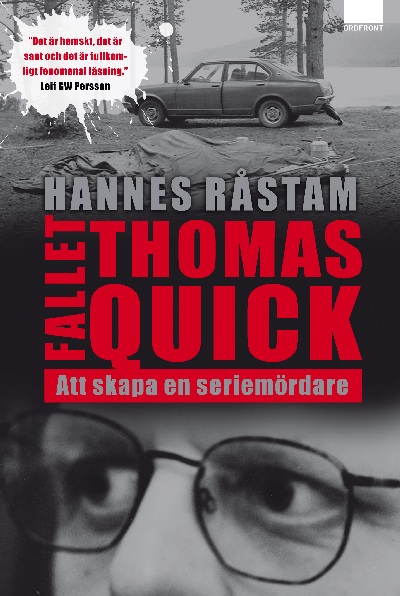 ORDFRONT
"Det är hemskt, det är
sant och det är fullkom-
ligt fenomenal läsning."
Leif GW Persson
HANNES RÅSTAM
FALLET
THOMAS
QUICK
Att skapa en seriemördare